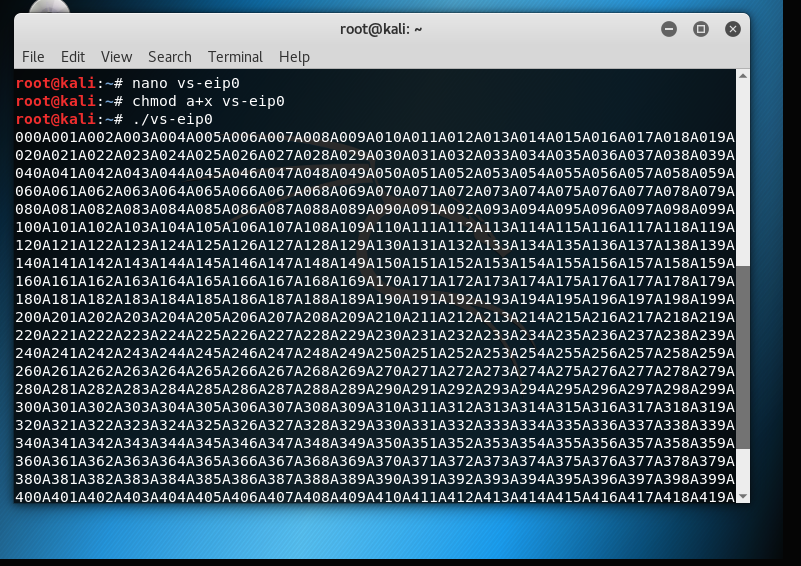 root@kali: ~
File Edit View Search Terminal Help
root@kali:~# nano vs-eip0
root@kali:~# chmod a+x vs-eip0
root@kali:~# ./vs-eip0
000A001A002A003A004A005A006A007A008A009A010A011A012A013A014A015A016A017A018A019A
020A021A022A023A024A025A026A027A028A029A030A031A032A033A034A035A036A037A038A039A
040A041A042A043A044A045A046A047A048A049A050A051A052A053A054A055A056A057A058A059A
060A061A062A063A064A065A066A067A068A069A070A071A072A073A074A075A076A077A078A079A
080A081A082A083A084A085A086A087A088A089A090A091A092A093A094A095A096A097A098A099A
100A101A102A103A104A105A106A107A108A109A110A111A112A113A114A115A116A117A118A119A
120A121A122A123A124A125A126A127A128A129A130A131A132A133A134A135A136A137A138A139A
140A141A142A143A144A145A146A147A148A149A150A151A152A153A154A155A156A157A158A159A
160A161A162A163A164A165A166A167A168A169A170A171A172A173A174A175A176A177A178A179A
180A181A182A183A184A185A186A187A188A189A190A191A192A193A194A195A196A197A198A199A
200A201A202A203A204A205A206A207A208A209A210A211A212A213A214A215A216A217A218A219A
220A221A222A223A224A225A226A227A228A229A230A231A232A233A234A235A236A237A238A239A
240A241A242A243A244A245A246A247A248A249A250A251A252A253A254A255A256A257A258A259A
260A261A262A263A264A265A266A267A268A269A270A271A272A273A274A275A276A277A278A279A
280A281A282A283A284A285A286A287A288A289A290A291A292A293A294A295A296A297A298A299A
300A301A302A303A304A305A306A307A308A309A310A311A312A313A314A315A316A317A318A319A
320A321A322A323A324A325A326A327A328A329A330A331A332A333A334A335A336A337A338A339A
340A341A342A343A344A345A346A347A348A349A350A351A352A353A354A355A356A357A358A359A
360A361A362A363A364A365A366A367A368A369A370A371A372A373A374A375A376A377A378A379A
380A381A382A383A384A385A386A387A388A389A390A391A392A393A394A395A396A397A398A399A
400A401A402A403A404A405A406A407A408A409A410A411A412A413A414A415A416A417A418A419A